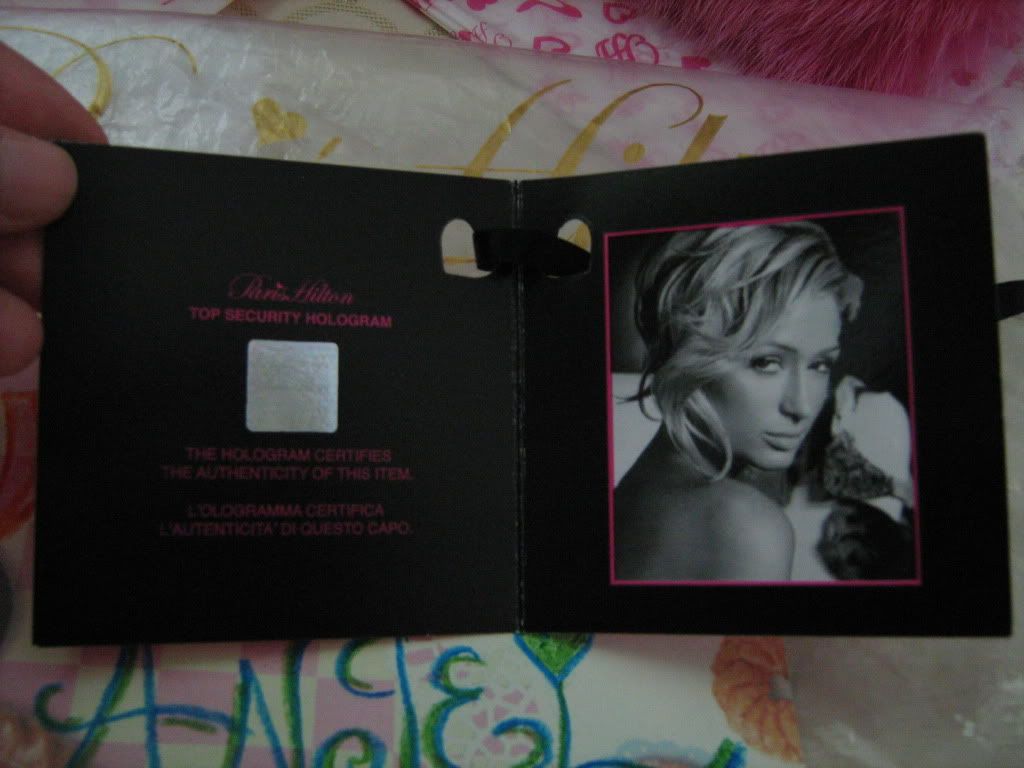 Paris Hilton
TOP SECURITY HOLOGRAM
THE HOLOGRAM CERTIFIES
THE AUTHENTICITY OF THIS ITEM.
L'OLOGRAMMA CERTIFICA
L'AUTENTICITA' DI QUESTO CAPO.